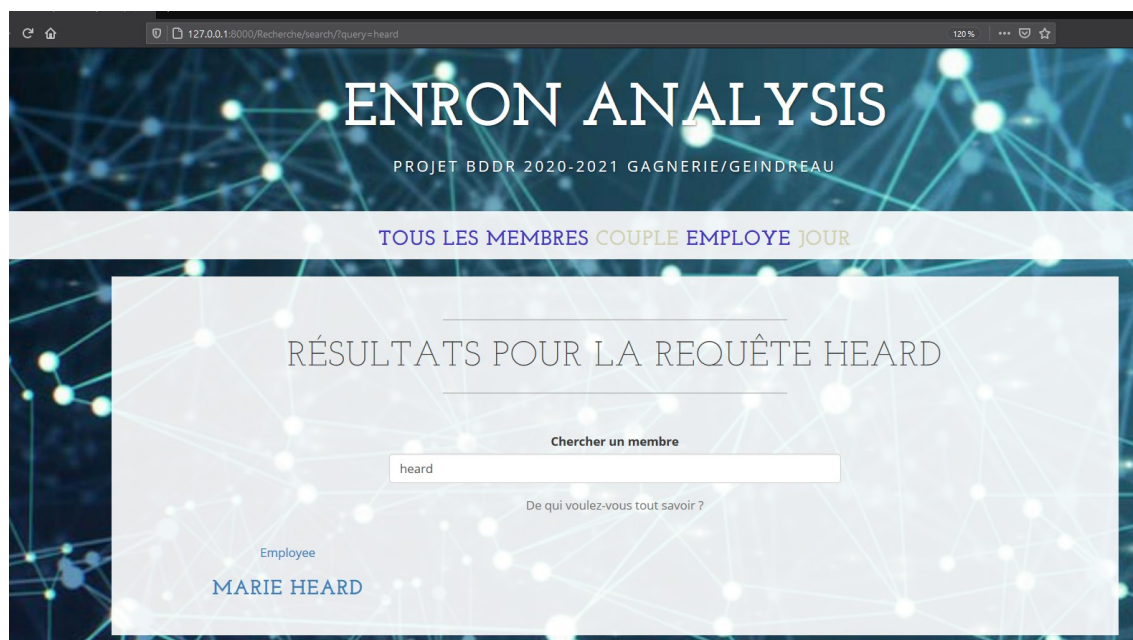 127.0.0.1:8000/Recherche/search/?query=heard
120 %
ENRON ANALYSIS
PROJET BDDR 2020-2021 GAGNERIE/GEINDREAU
TOUS LES MEMBRES COUPLE EMPLOYE JOUR
RÉSULTATS POUR LA REQUÊTE HEARD
Chercher un membre
heard
De qui voulez-vous tout savoir ?
Employee
MARIE HEARD